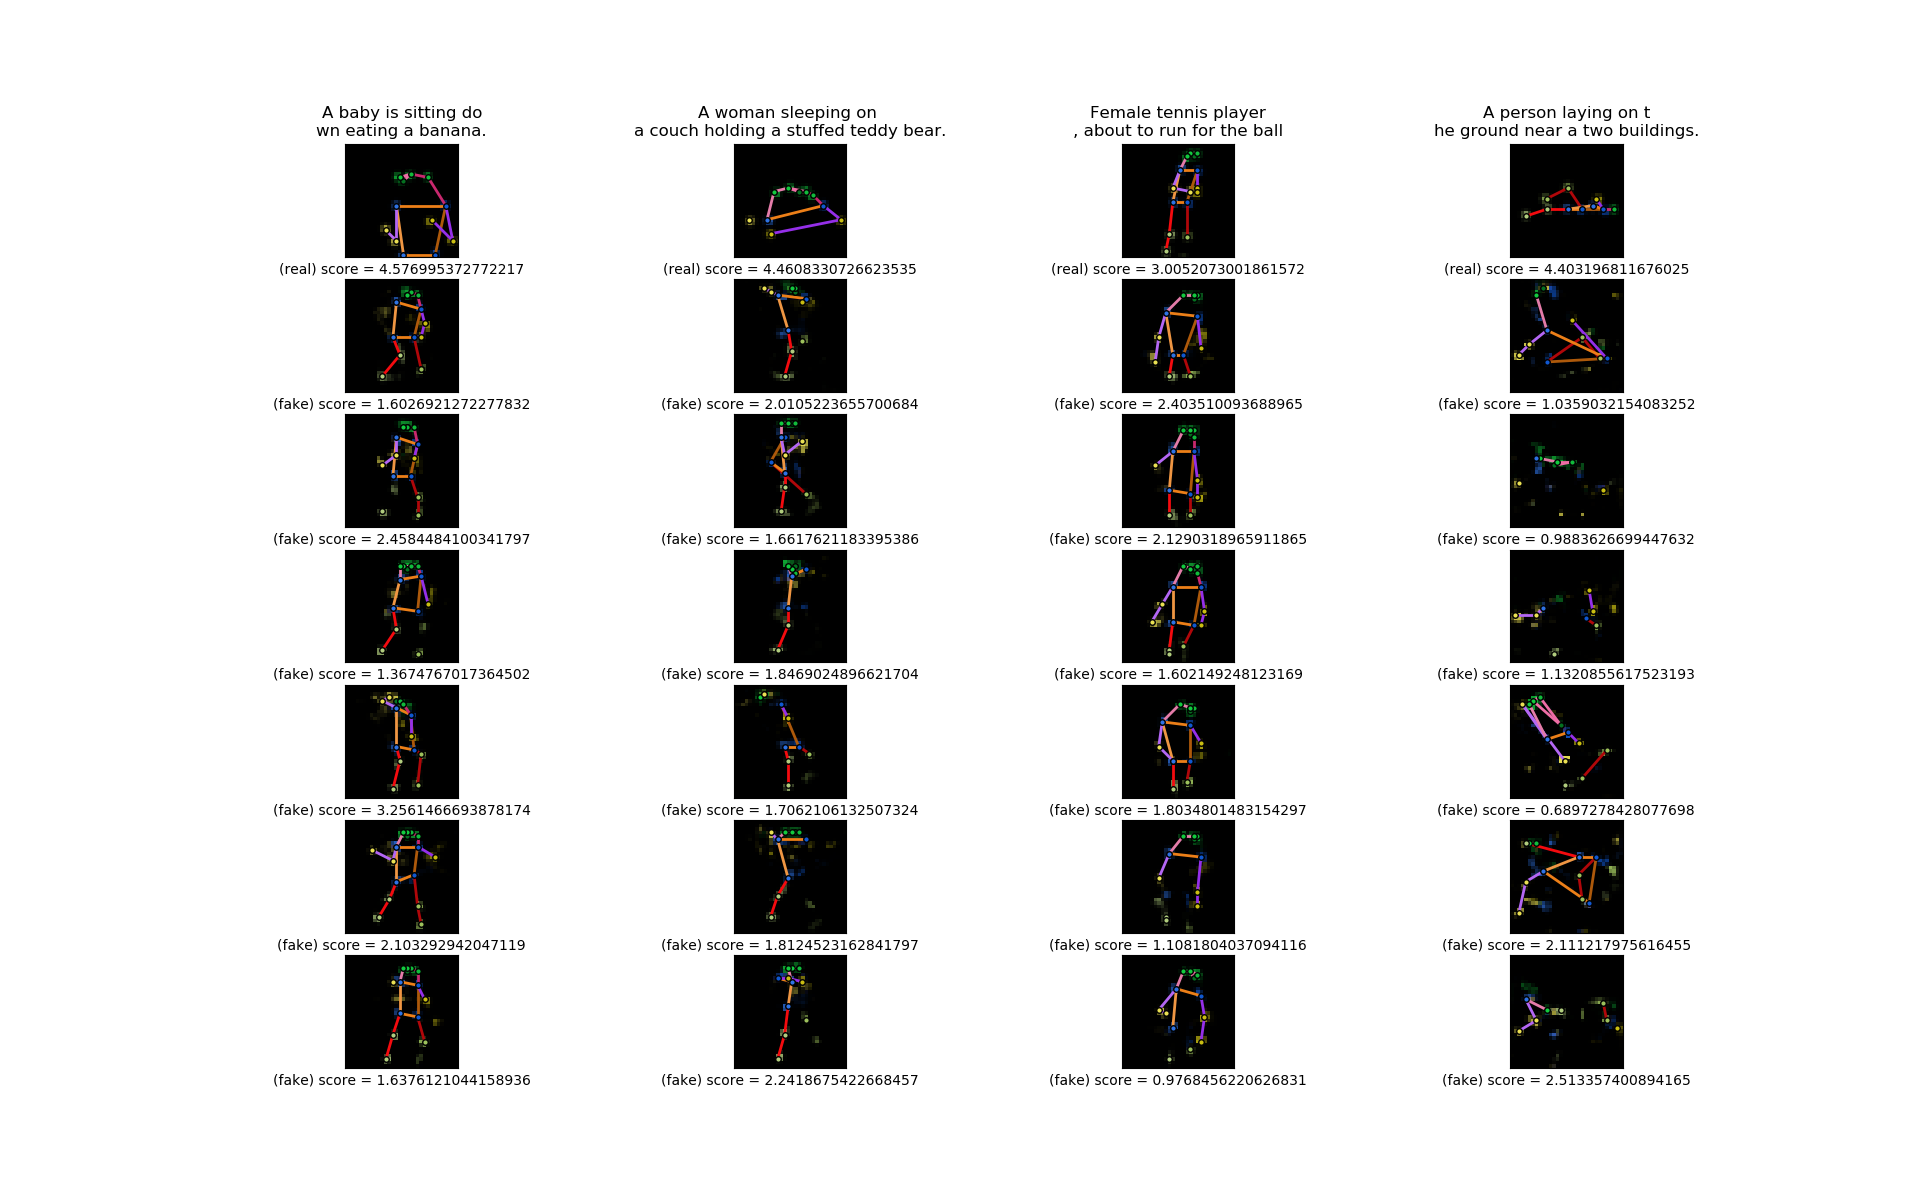 A baby is sitting do
wn eating a banana.
A woman sleeping on
a couch holding a stuffed teddy bear.
Female tennis player
, about to run for the ball
A person laying on t
he ground near a two buildings.
(real) score = 4.576995372772217
(real) score = 4.4608330726623535
(real) score = 3.0052073001861572
(real) score = 4.403196811676025
(fake) score = 1.6026921272277832
(fake) score = 2.0105223655700684
(fake) score = 2.403510093688965
(fake) score = 1.0359032154083252
(fake) score = 2.4584484100341797
(fake) score = 1.6617621183395386
(fake) score = 2.1290318965911865
(fake) score = 0.9883626699447632
(fake) score = 1.3674767017364502
(fake) score = 1.8469024896621704
(fake) score = 1.602149248123169
(fake) score = 1.1320855617523193
(fake) score = 3.2561466693878174
(fake) score = 1.7062106132507324
(fake) score = 1.8034801483154297
(fake) score = 0.6897278428077698
(fake) score = 2.103292942047119
(fake) score = 1.8124523162841797
(fake) score = 1.1081804037094116
(fake) score = 2.111217975616455
(fake) score = 1.6376121044158936
(fake) score = 2.2418675422668457
(fake) score = 0.9768456220626831
(fake) score = 2.513357400894165